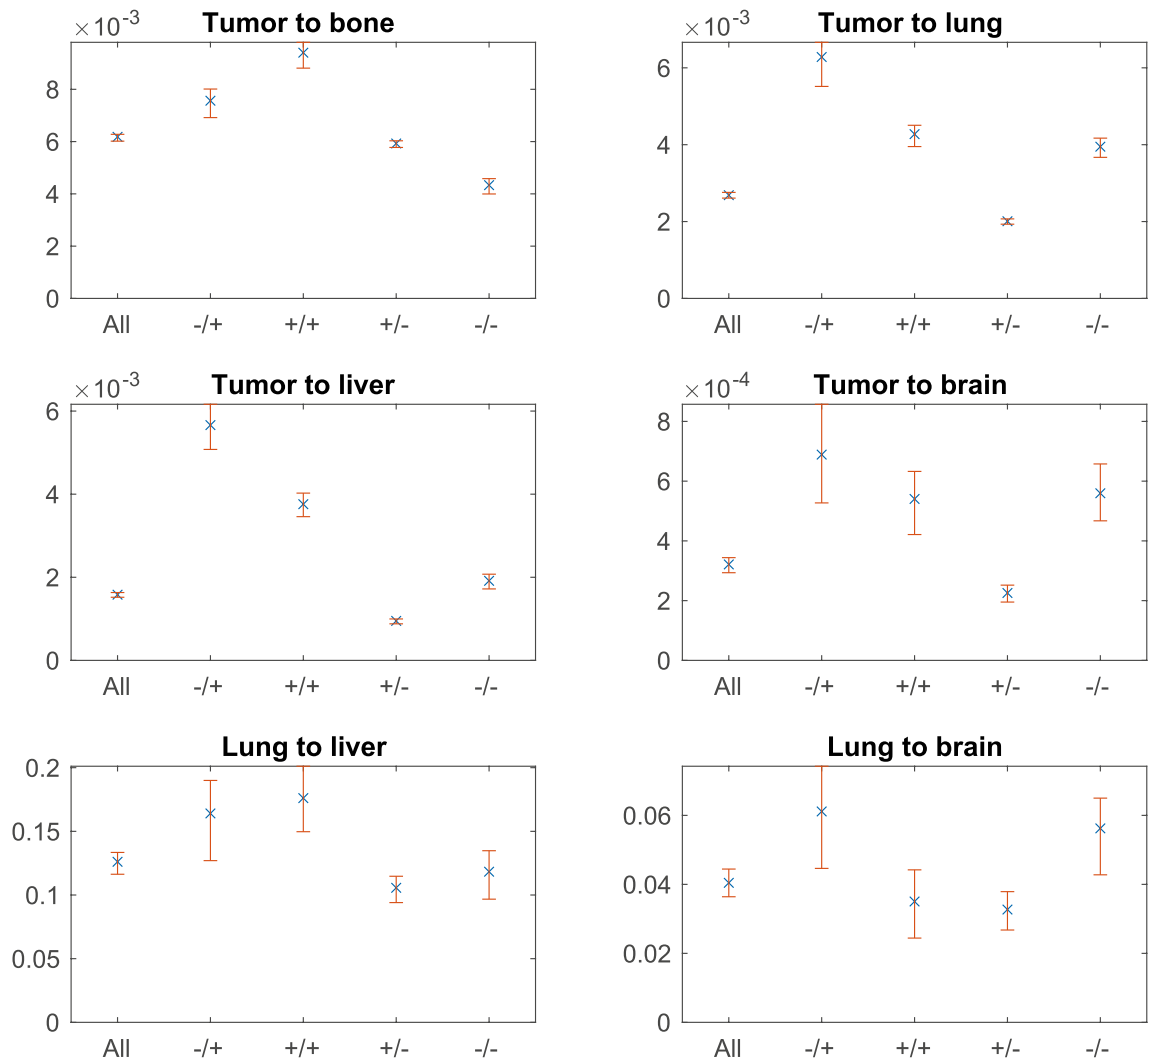 Tumor to bone
×10-3
8
6
4
2
0
All -/+ +/+ +/- -/-
Tumor to lung
×10-3
6
4
2
0
All -/+ +/+ +/- -/-
Tumor to liver
×10-3
6
4
2
0
All -/+ +/+ +/- -/-
Tumor to brain
×10-4
8
6
4
2
0
All -/+ +/+ +/- -/-
Lung to liver
0.2
0.15
0.1
0.05
0
All -/+ +/+ +/- -/-
Lung to brain
0.06
0.04
0.02
0
All -/+ +/+ +/- -/-